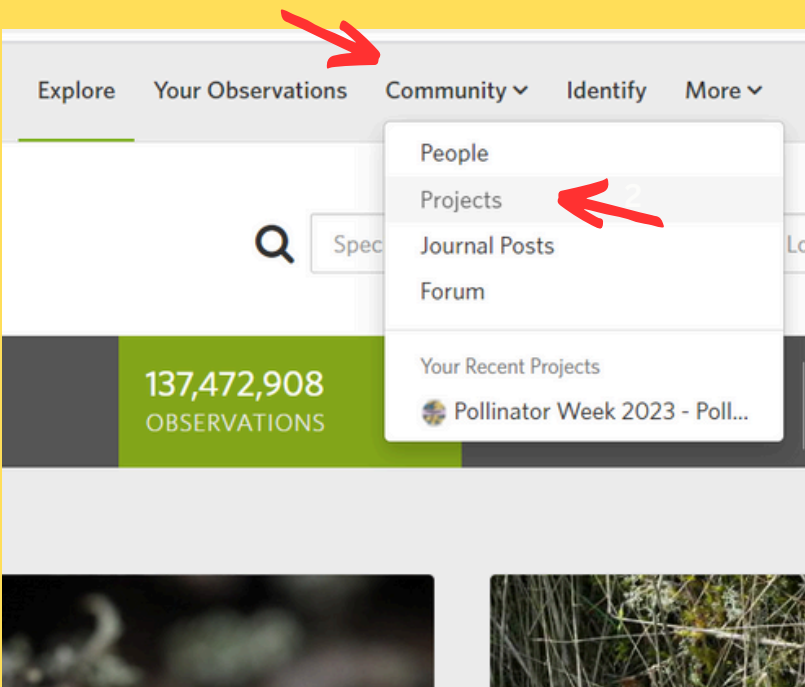 Explore Your Observations Community Identify More
People
Projects 2
Journal Posts
Spec
Lo
Forum
137,472,908
OBSERVATIONS
Your Recent Projects
Pollinator Week 2023 - Poll...